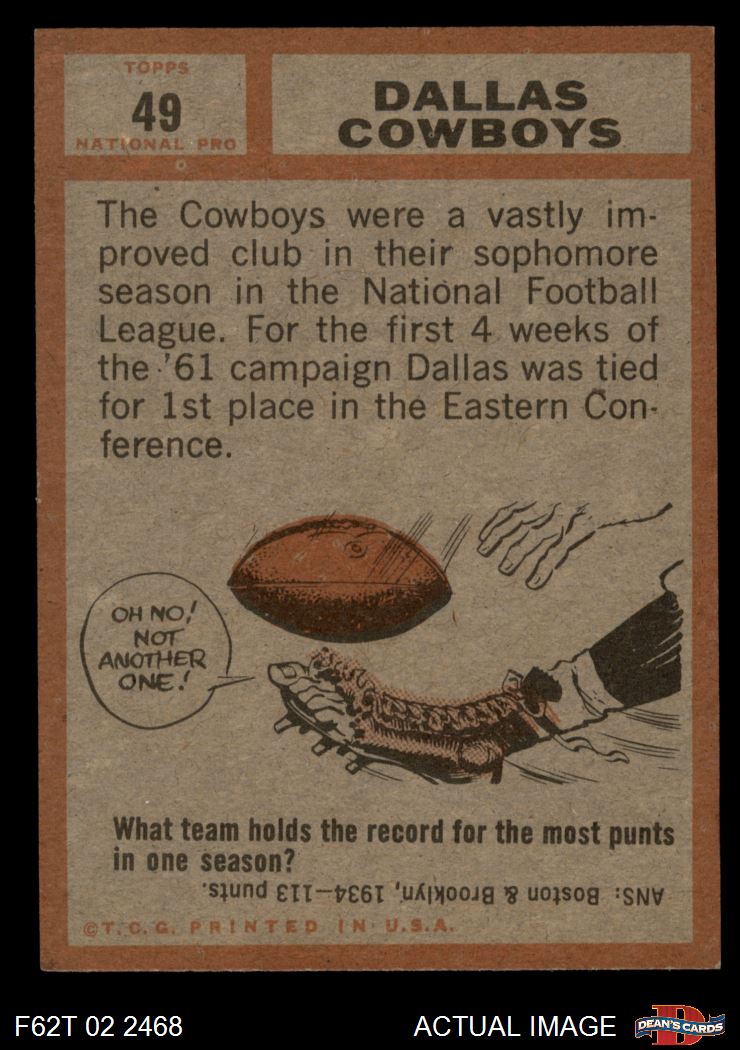 TOPPS
49
NATIONAL PRO
DALLAS
COWBOYS
The Cowboys were a vastly im-
proved club in their sophomore
season in the National Football
League. For the first 4 weeks of
the '61 campaign Dallas was tied
for 1st place in the Eastern Con-
ference.
OH NO!
NOT
ANOTHER
ONE!
What team holds the record for the most punts
in one season?
ANS: Boston & Brooklyn, 1934—113 punts.
©T.C.G. PRINTED IN U.S.A.
F62T 02 2468
ACTUAL IMAGE
D
DEAN'S CARDS